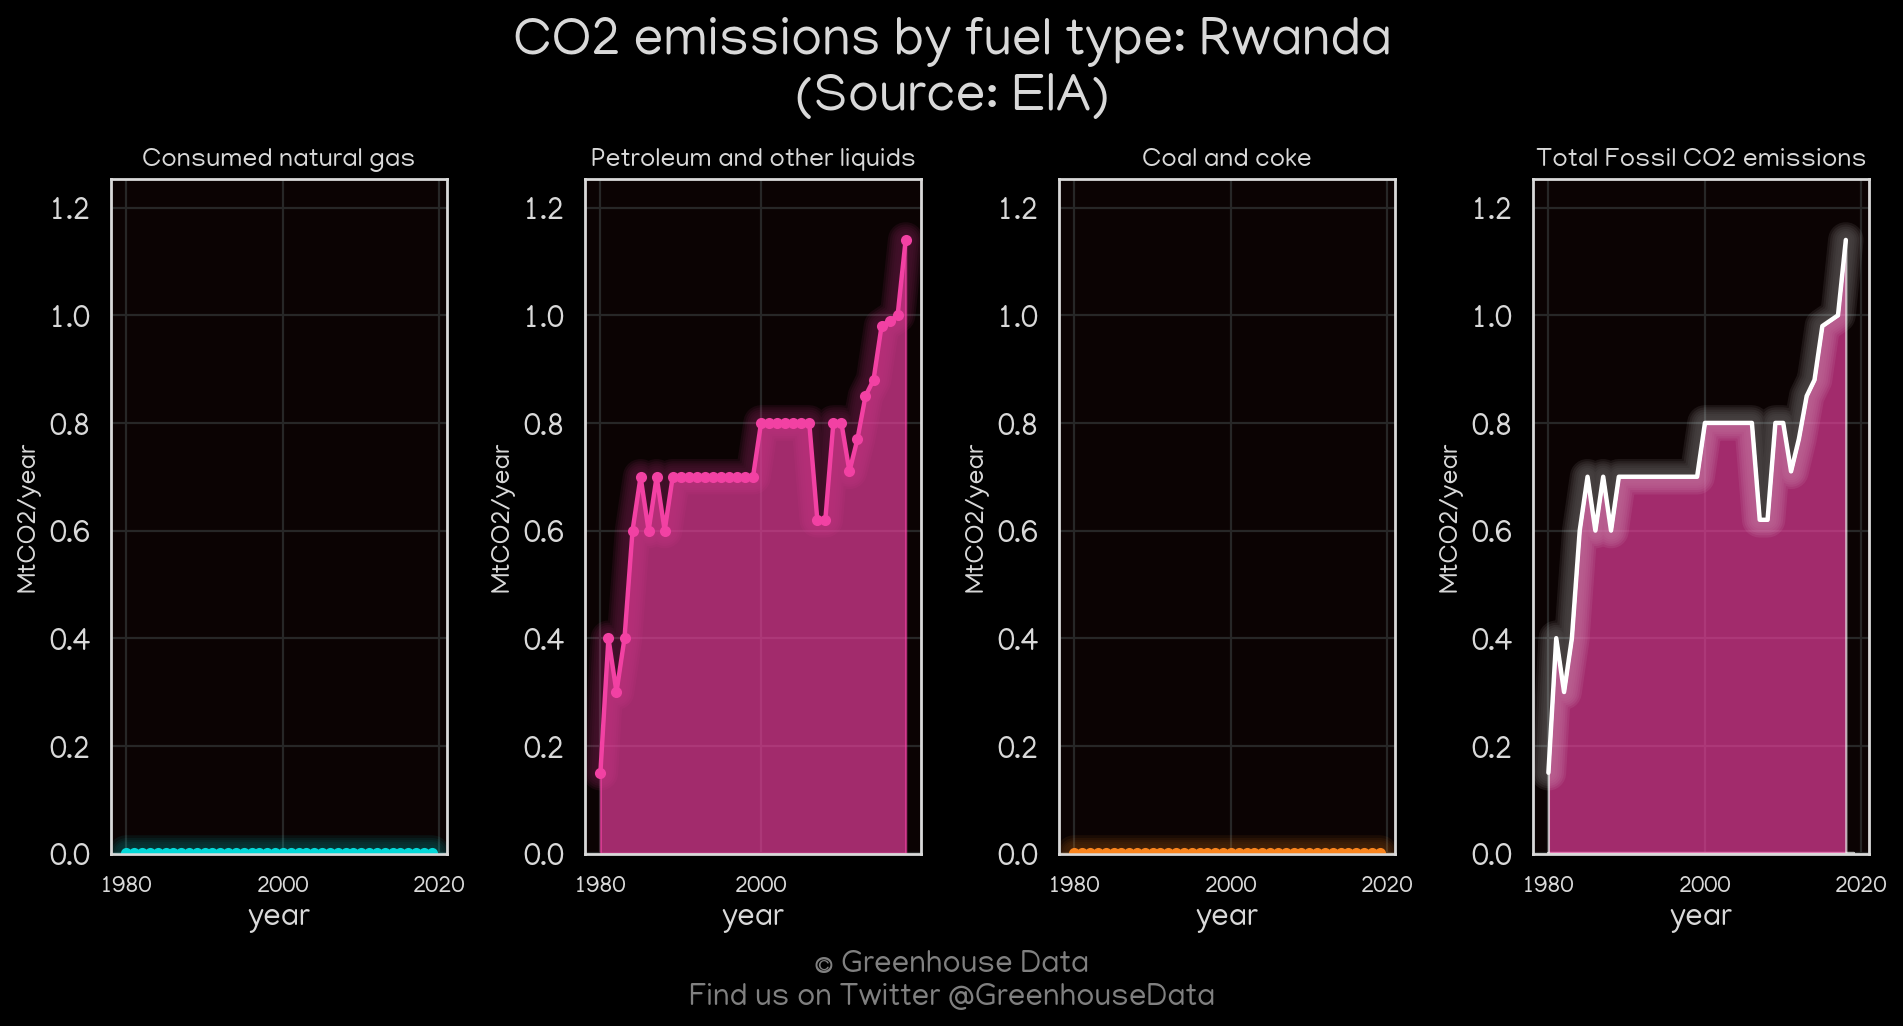 CO2 emissions by fuel type: Rwanda
(Source: EIA)
Consumed natural gas
1.2
1.0
0.8
0.6
0.4
0.2
0.0
MtCO2/year
1980 2000 2020
year
Petroleum and other liquids
1.2
1.0
0.8
0.6
0.4
0.2
0.0
MtCO2/year
1980 2000
year
Coal and coke
1.2
1.0
0.8
0.6
0.4
0.2
0.0
MtCO2/year
1980 2000 2020
year
Total Fossil CO2 emissions
1.2
1.0
0.8
0.6
0.4
0.2
0.0
MtCO2/year
1980 2000 2020
year
© Greenhouse Data
Find us on Twitter @GreenhouseData